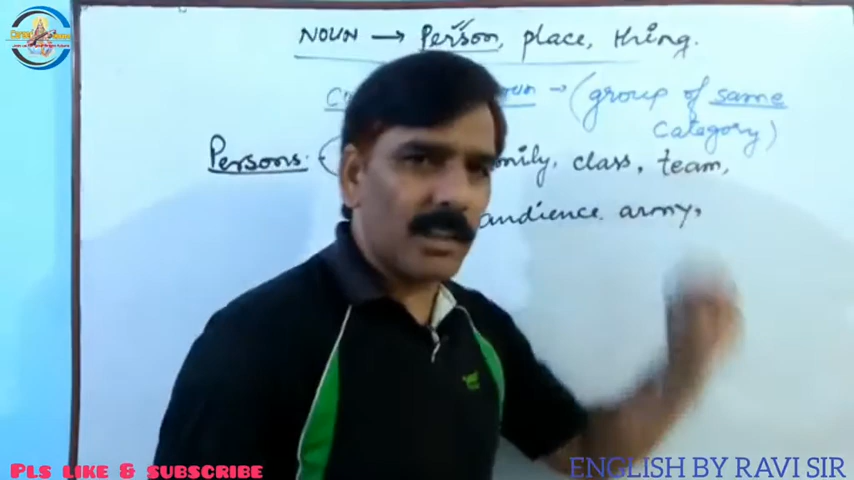 NOUN → Person, place, thing.
→ (group of same
category)
Persons: class, team,
audience. army,
PLS LIKE & SUBSCRIBE
ENGLISH BY RAVI SIR